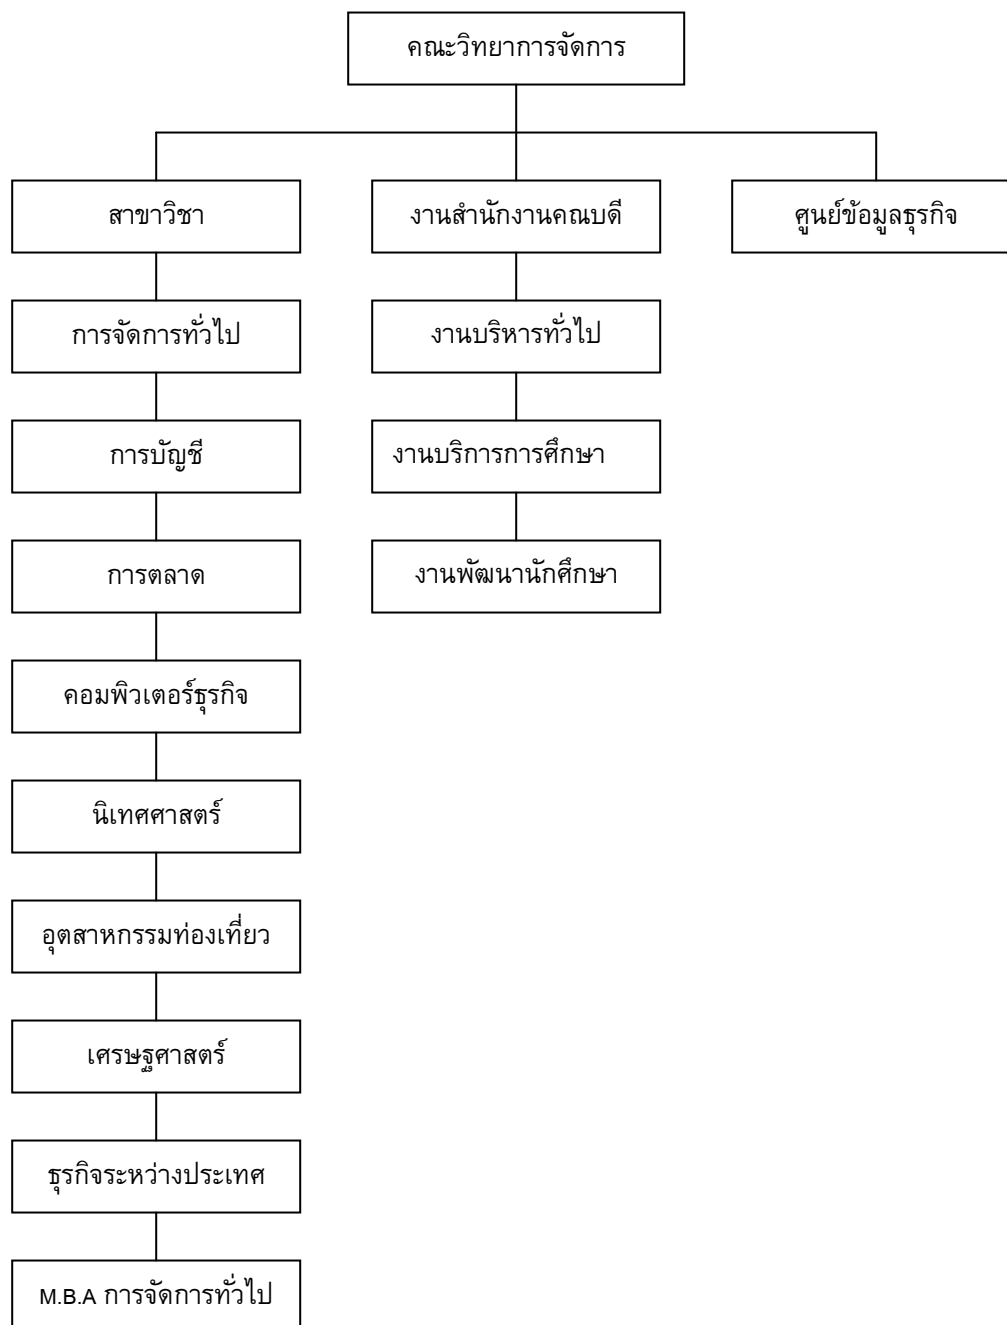 คณะวิทยาการจัดการ
สาขาวิชา
งานสำนักงานคณบดี
ศูนย์ข้อมูลธุรกิจ
การจัดการทั่วไป
งานบริหารทั่วไป
การบัญชี
งานบริการการศึกษา
การตลาด
งานพัฒนานักศึกษา
คอมพิวเตอร์ธุรกิจ
นิเทศศาสตร์
อุตสาหกรรมท่องเที่ยว
เศรษฐศาสตร์
ธุรกิจระหว่างประเทศ
M.B.A การจัดการทั่วไป